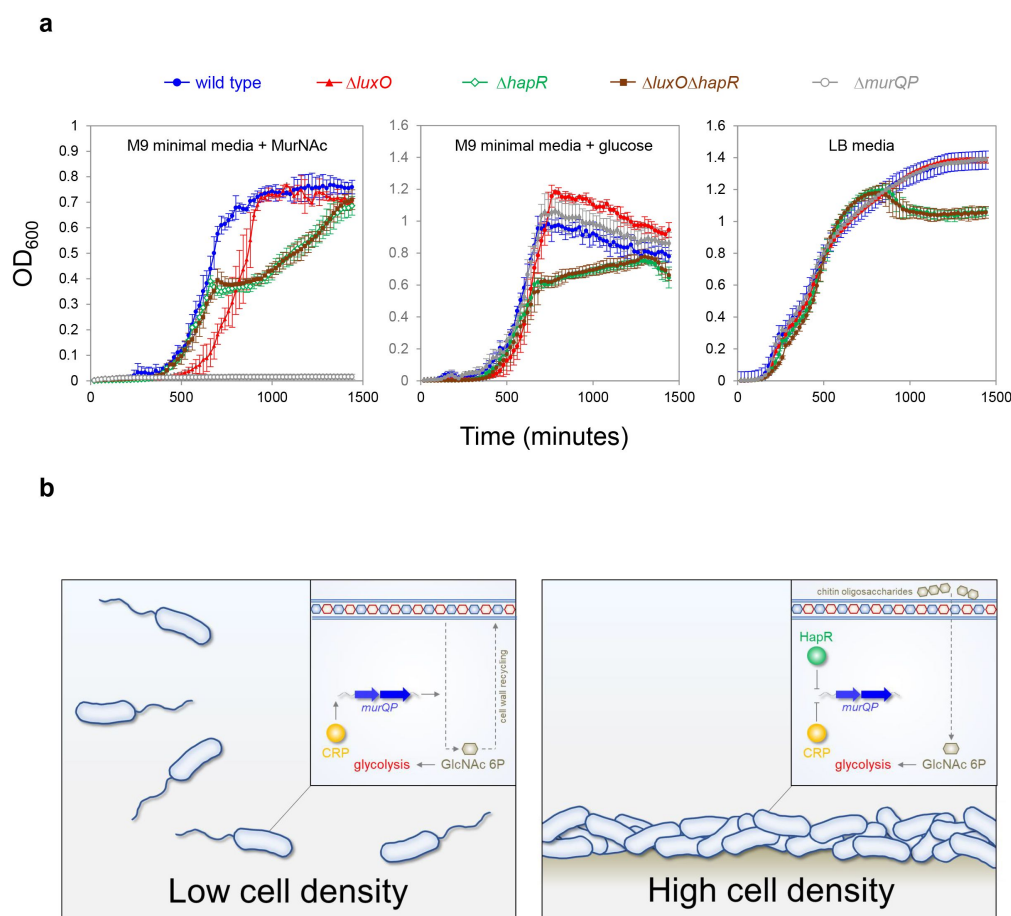 a
wild type ΔluxO ΔhapR ΔluxOΔhapR ΔmurQP
M9 minimal media + MurNAc
M9 minimal media + glucose
LB media
OD600
1
0.9
0.8
0.7
0.6
0.5
0.4
0.3
0.2
0.1
0
0 500 1000 1500
1.6
1.4
1.2
1
0.8
0.6
0.4
0.2
0
0 500 1000 1500
1.6
1.4
1.2
1
0.8
0.6
0.4
0.2
0
0 500 1000 1500
Time (minutes)
b
cell wall recycling
murQP
CRP
glycolysis
GlcNAc 6P
Low cell density
chitin oligosaccharides
HapR
murQP
CRP
glycolysis
GlcNAc 6P
High cell density